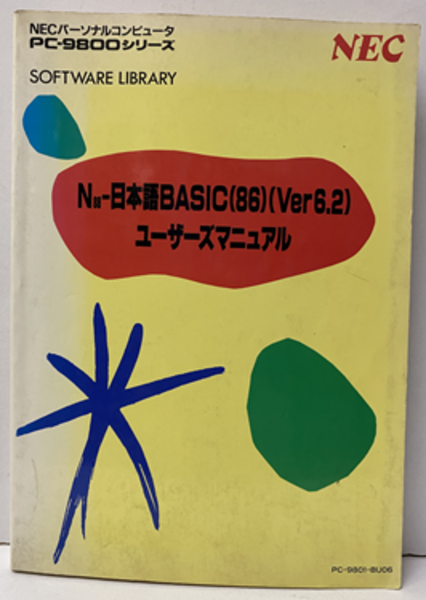 NECパーソナルコンピュータ
PC-9800シリーズ
NEC
SOFTWARE LIBRARY
N88-日本語BASIC(86)(Ver6.2)
ユーザーズマニュアル
PC-9801-BU06